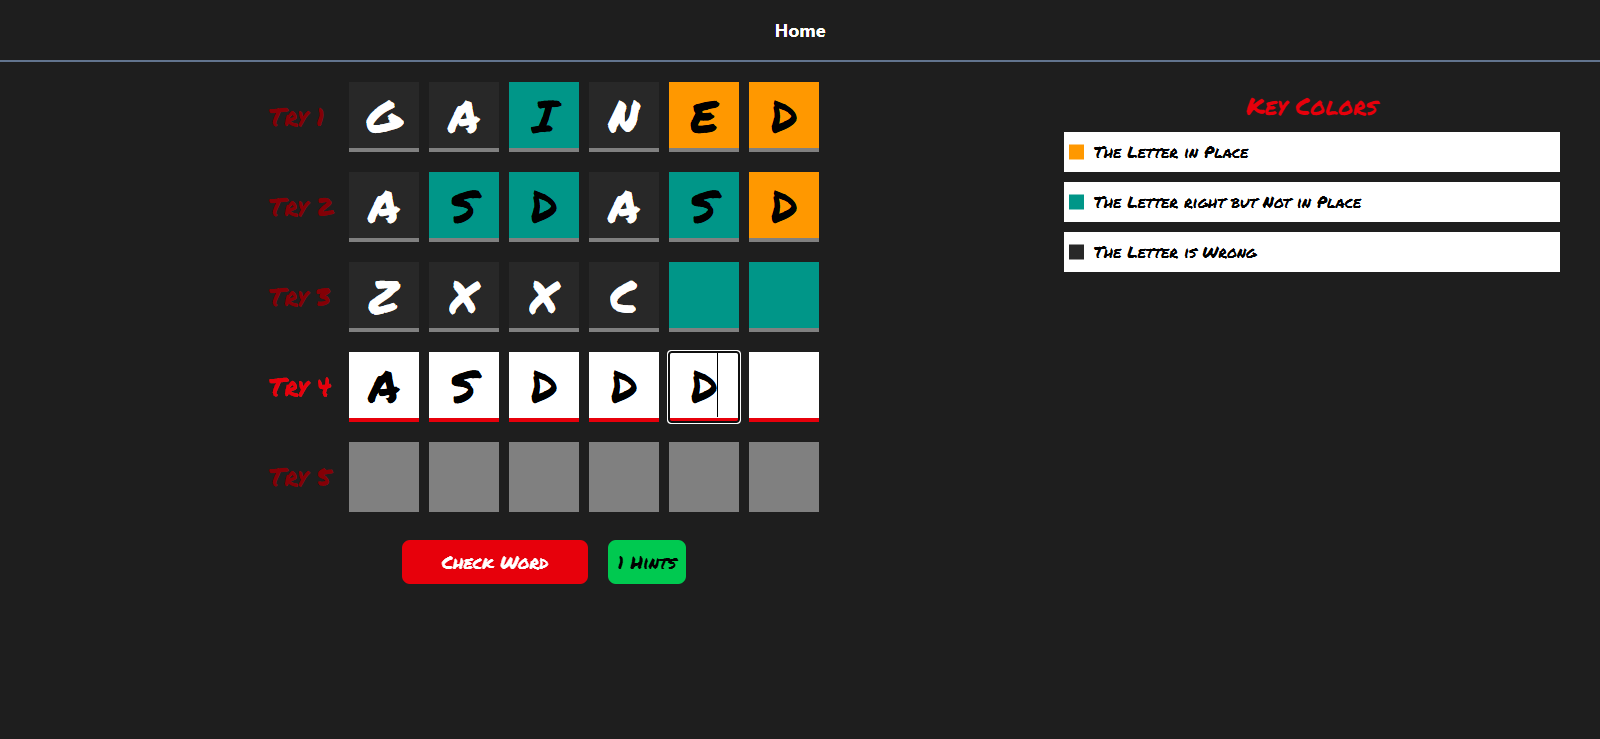 Home
Try 1 G A I N E D
Try 2 A S D A S D
Try 3 Z X X C
Try 4 A S D D D
Try 5
Check Word 1 Hints
Key Colors
The Letter in Place
The Letter right but Not in Place
The Letter is Wrong